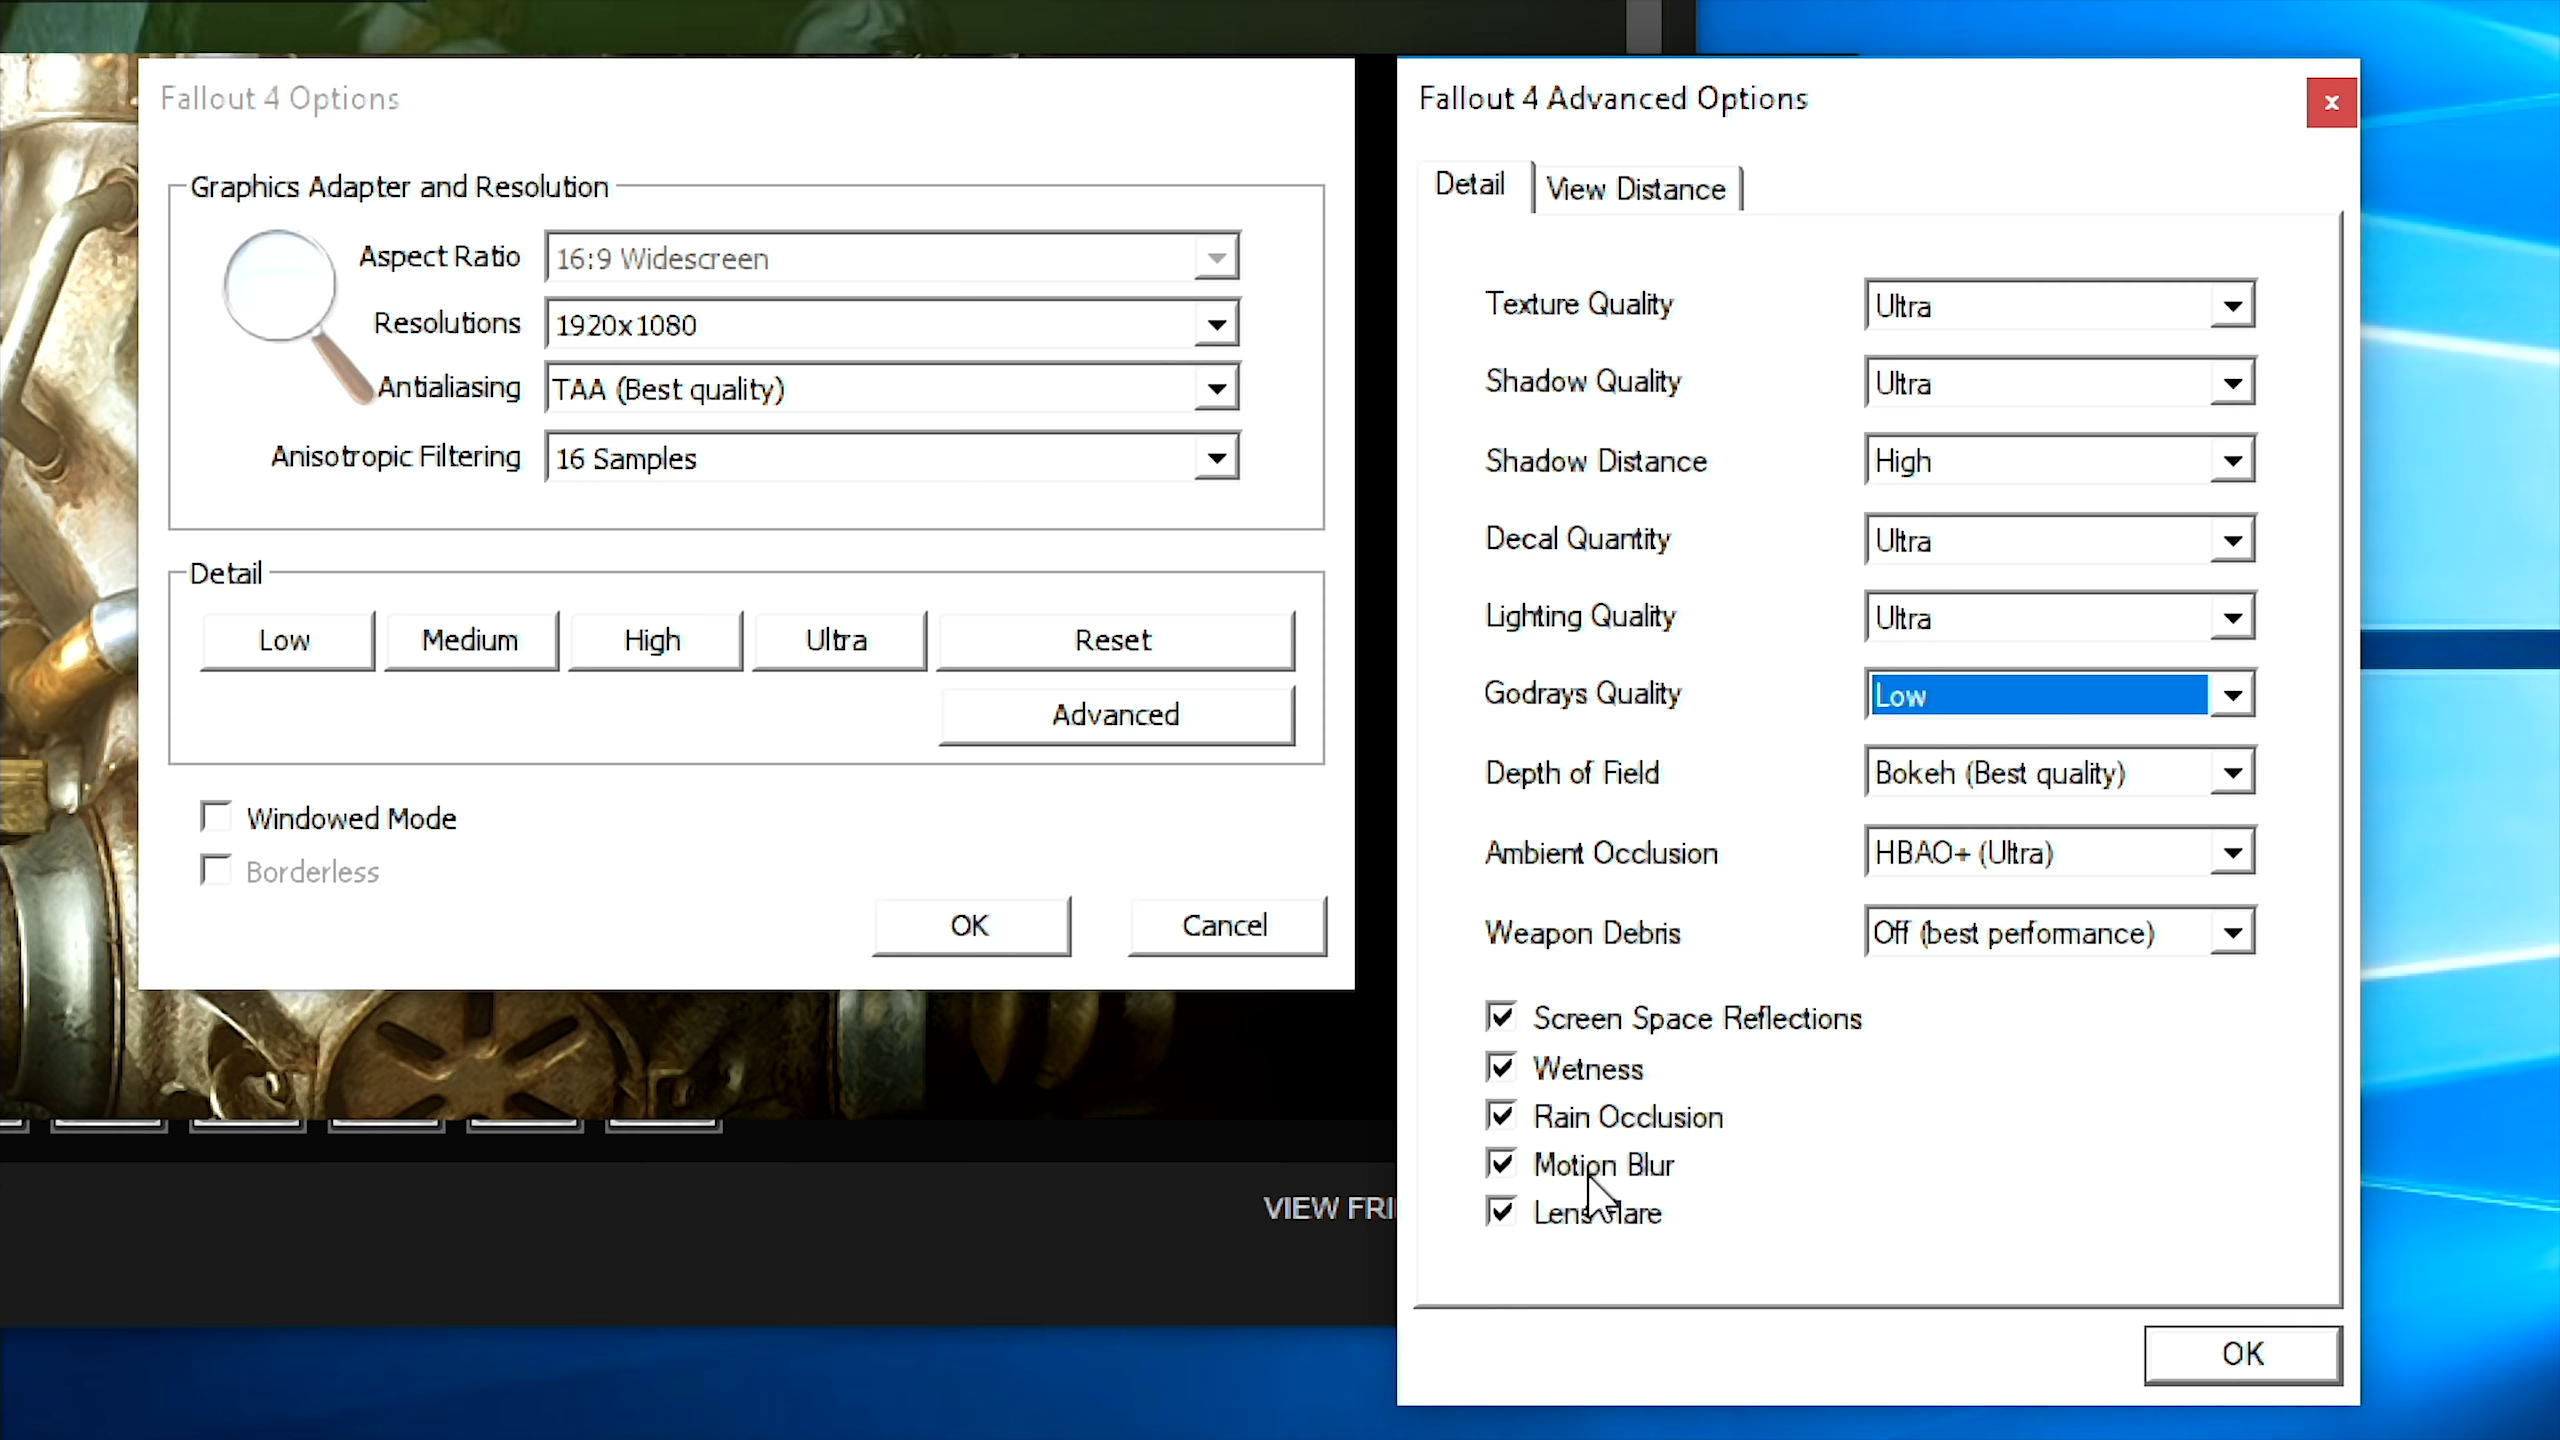 Fallout 4 Options
Graphics Adapter and Resolution
Aspect Ratio 16:9 Widescreen
Resolutions 1920x1080
Antialiasing TAA (Best quality)
Anisotropic Filtering 16 Samples
Detail
Low Medium High Ultra Reset
Advanced
Windowed Mode
Borderless
OK Cancel
VIEW FRI
Fallout 4 Advanced Options
x
Detail View Distance
Texture Quality Ultra
Shadow Quality Ultra
Shadow Distance High
Decal Quantity Ultra
Lighting Quality Ultra
Godrays Quality Low
Depth of Field Bokeh (Best quality)
Ambient Occlusion HBAO+ (Ultra)
Weapon Debris Off (best performance)
Screen Space Reflections
Wetness
Rain Occlusion
Motion Blur
Lens Flare
OK